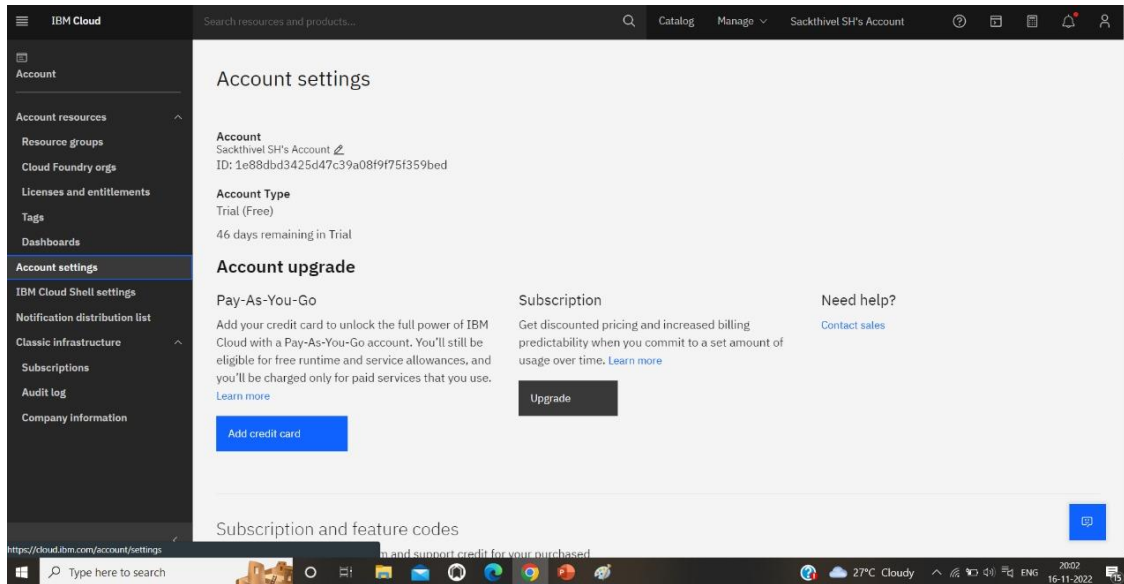 IBM Cloud
Search resources and products...
Catalog
Manage
Sackthivel SH's Account
Account
Account resources
Resource groups
Cloud Foundry orgs
Licenses and entitlements
Tags
Dashboards
Account settings
IBM Cloud Shell settings
Notification distribution list
Classic infrastructure
Subscriptions
Audit log
Company information
Account settings
Account
Sackthivel SH's Account
ID: 1e88dbd3425d47c39a08f9f75f359bed
Account Type
Trial (Free)
46 days remaining in Trial
Account upgrade
Pay-As-You-Go
Add your credit card to unlock the full power of IBM
Cloud with a Pay-As-You-Go account. You'll still be
eligible for free runtime and service allowances, and
you'll be charged only for paid services that you use.
Learn more
Add credit card
Subscription
Get discounted pricing and increased billing
predictability when you commit to a set amount of
usage over time. Learn more
Upgrade
Need help?
Contact sales
Subscription and feature codes
and support credit for your purchased
https://cloud.ibm.com/account/settings
Type here to search
27°C Cloudy
ENG
20:02
16-11-2022
15